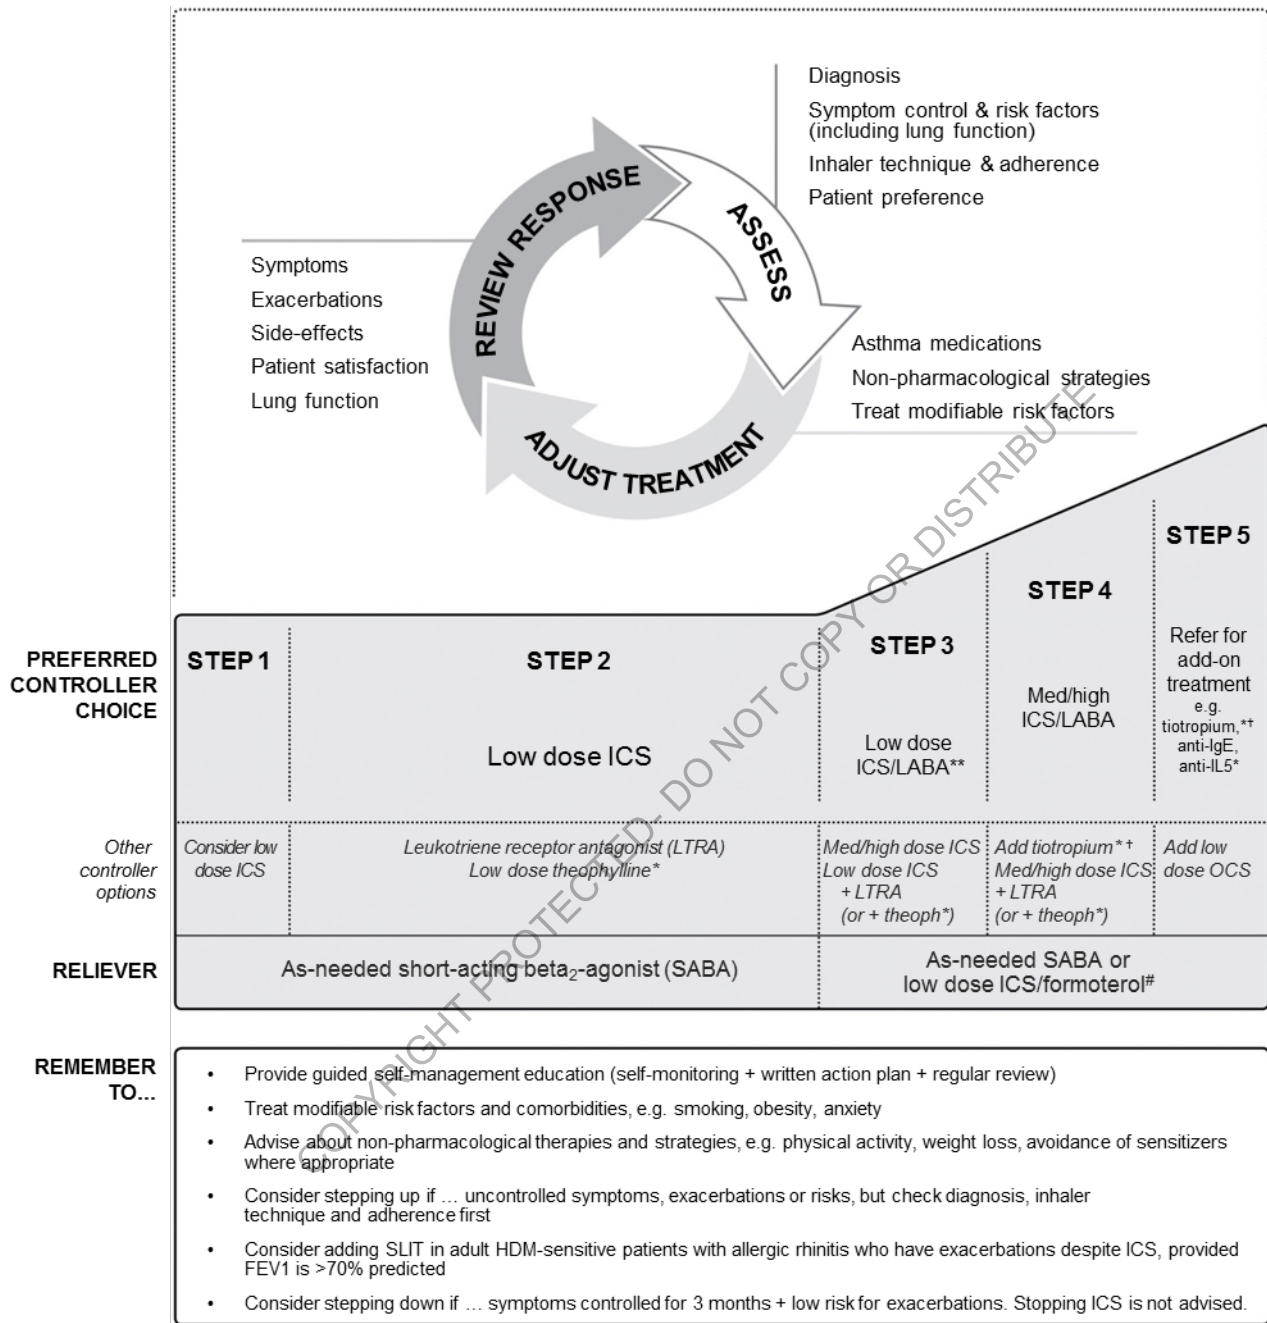 Diagnosis
Symptom control & risk factors
(including lung function)
Inhaler technique & adherence
Patient preference
REVIEW RESPONSE
ASSESS
ADJUST TREATMENT
Symptoms
Exacerbations
Side-effects
Patient satisfaction
Lung function
Asthma medications
Non-pharmacological strategies
Treat modifiable risk factors
COPYRIGHT PROTECTED- DO NOT COPY OR DISTRIBUTE
PREFERRED
CONTROLLER
CHOICE
STEP 1
STEP 2
Low dose ICS
STEP 3
Low dose
ICS/LABA**
STEP 4
Med/high
ICS/LABA
STEP 5
Refer for
add-on
treatment
e.g.
tiotropium,*†
anti-IgE,
anti-IL5*
Other
controller
options
Consider low
dose ICS
Leukotriene receptor antagonist (LTRA)
Low dose theophylline*
Med/high dose ICS
Low dose ICS
+ LTRA
(or + theoph*)
Add tiotropium*†
Med/high dose ICS
+ LTRA
(or + theoph*)
Add low
dose OCS
RELIEVER
As-needed short-acting beta₂-agonist (SABA)
As-needed SABA or
low dose ICS/formoterol#
REMEMBER
TO...
• Provide guided self-management education (self-monitoring + written action plan + regular review)
• Treat modifiable risk factors and comorbidities, e.g. smoking, obesity, anxiety
• Advise about non-pharmacological therapies and strategies, e.g. physical activity, weight loss, avoidance of sensitizers
where appropriate
• Consider stepping up if … uncontrolled symptoms, exacerbations or risks, but check diagnosis, inhaler
technique and adherence first
• Consider adding SLIT in adult HDM-sensitive patients with allergic rhinitis who have exacerbations despite ICS, provided
FEV1 is >70% predicted
• Consider stepping down if … symptoms controlled for 3 months + low risk for exacerbations. Stopping ICS is not advised.